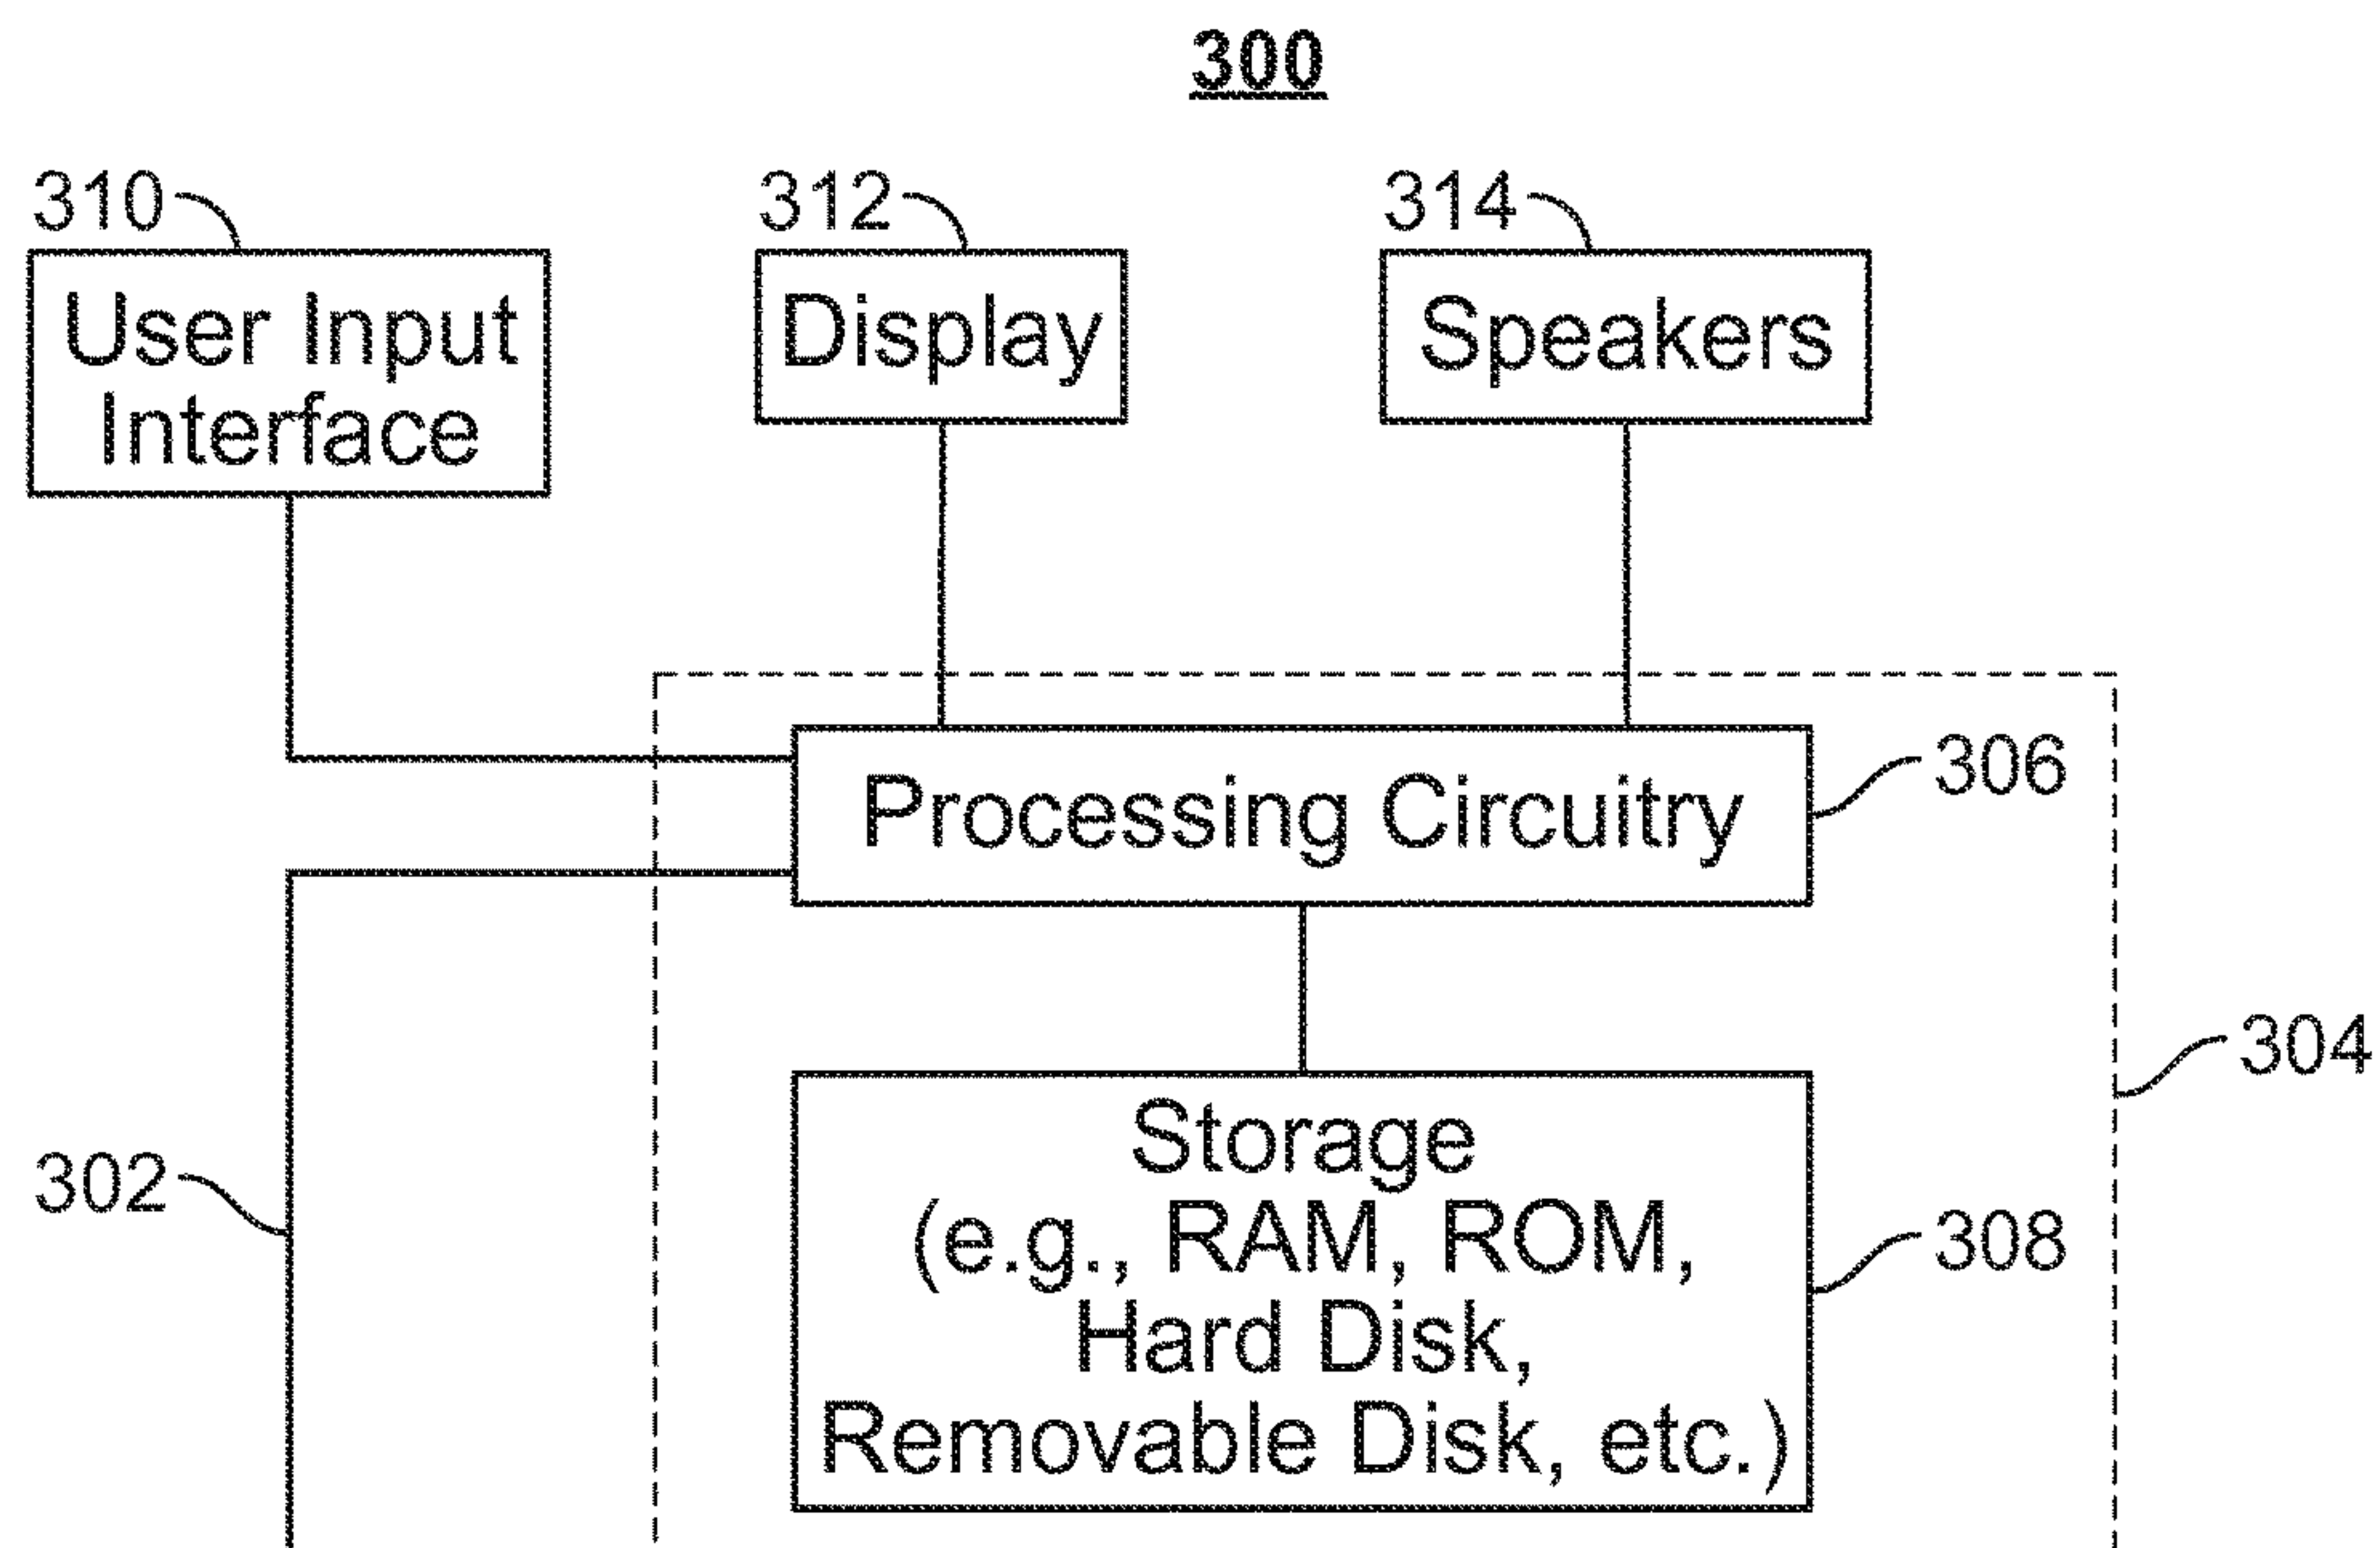 300
310
312
314
User Input
Interface
Display
Speakers
Processing Circuitry
306
304
302
Storage
(e.g., RAM, ROM,
Hard Disk,
Removable Disk, etc.)
308